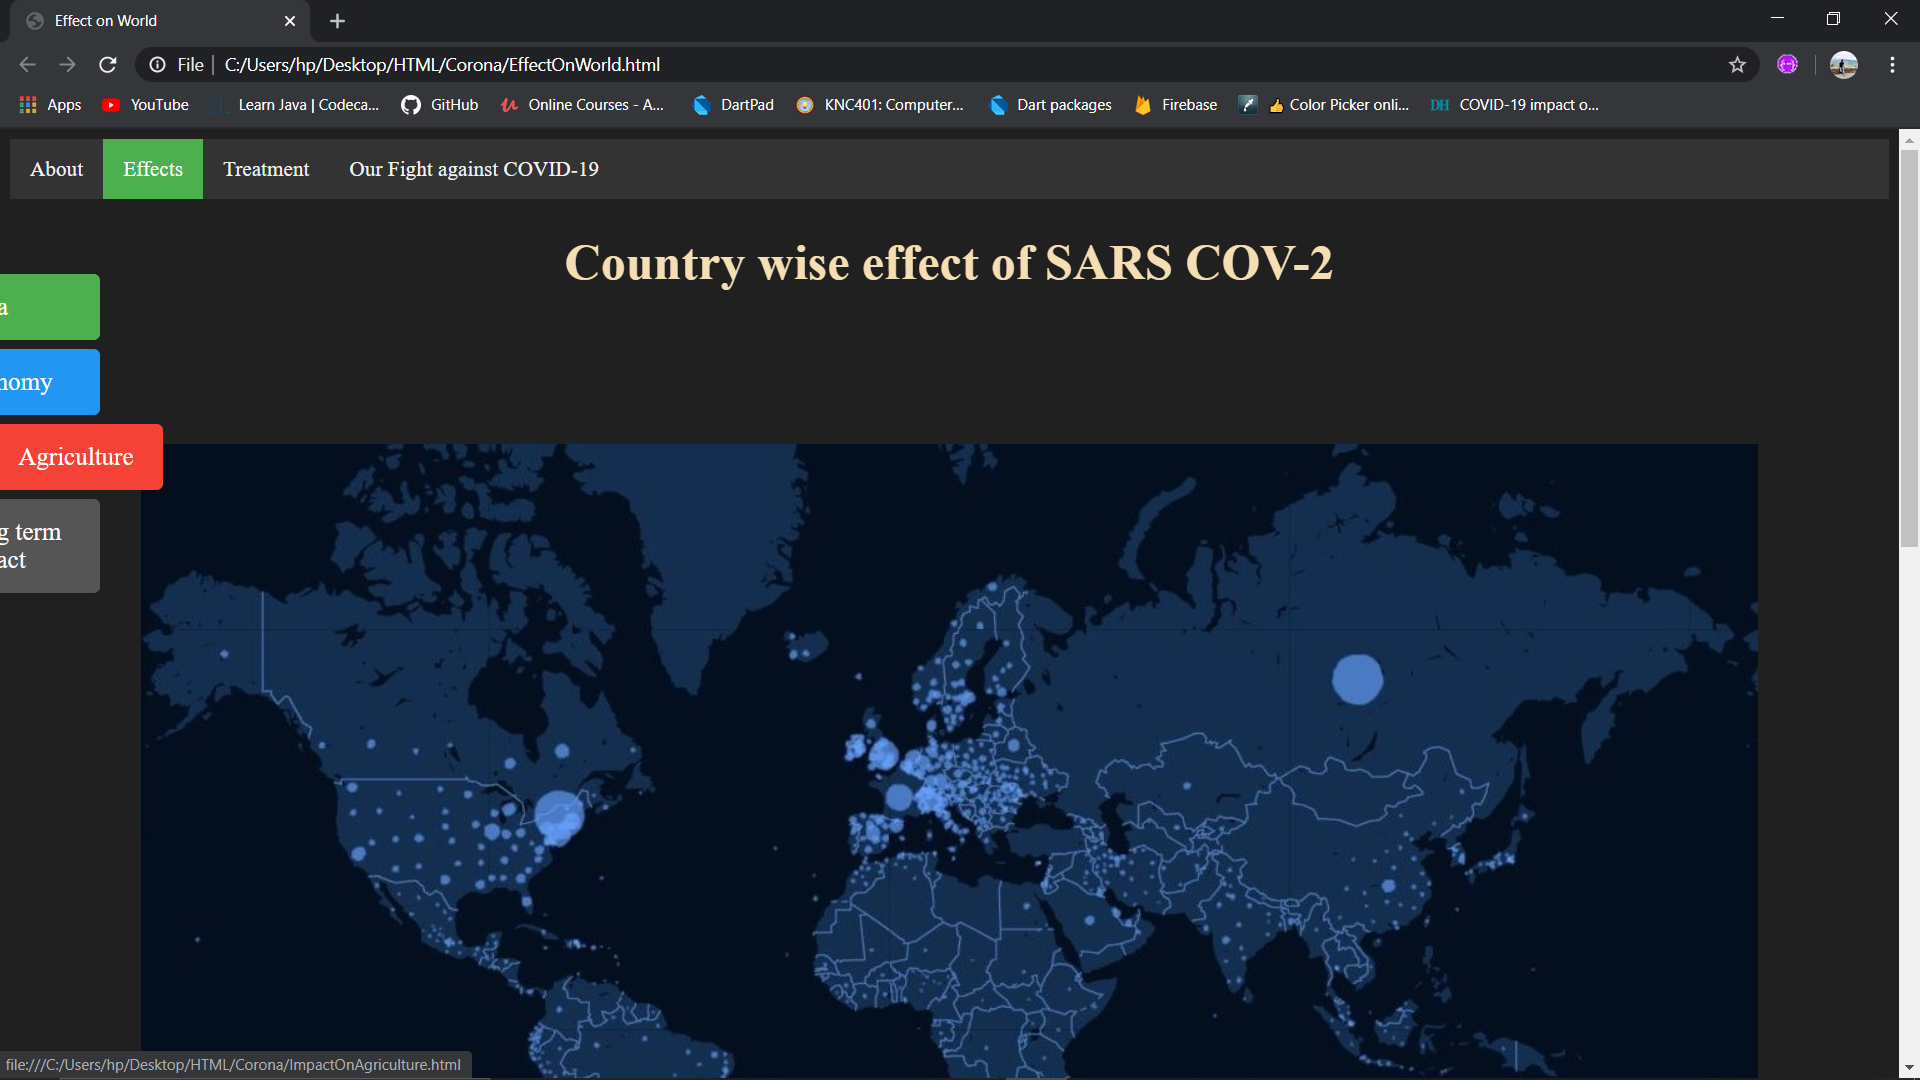 Effect on World
File
C:/Users/hp/Desktop/HTML/Corona/EffectOnWorld.html
Apps YouTube Learn Java | Codeca... GitHub Online Courses - A... DartPad KNC401: Computer... Dart packages Firebase Color Picker onli... DH COVID-19 impact o...
About Effects Treatment Our Fight against COVID-19
Country wise effect of SARS COV-2
a
nomy
Agriculture
g term
act
file:///C:/Users/hp/Desktop/HTML/Corona/ImpactOnAgriculture.html